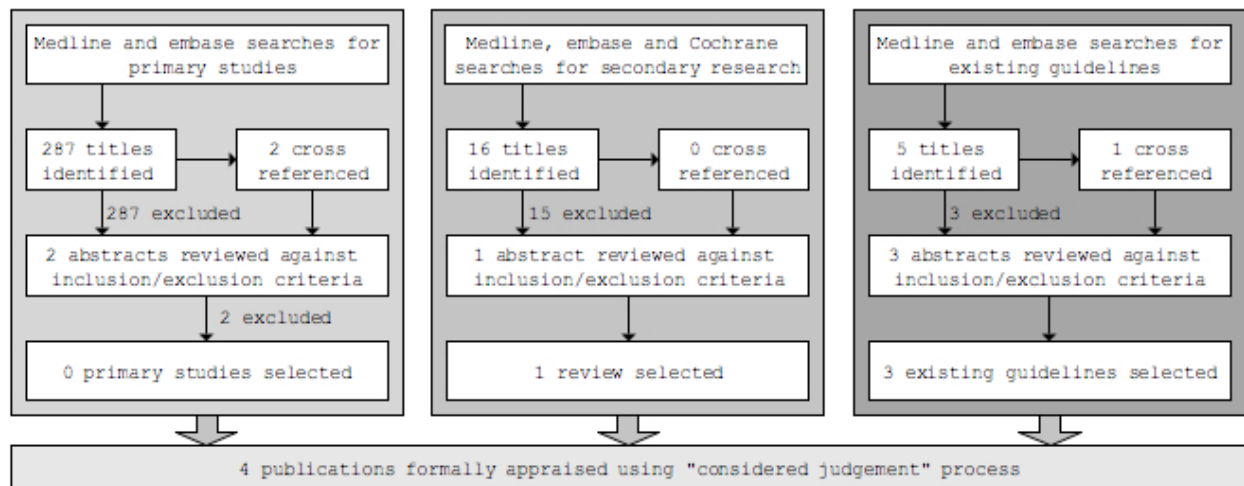 Medline and embase searches for
primary studies
287 titles
identified
2 cross
referenced
287 excluded
2 abstracts reviewed against
inclusion/exclusion criteria
2 excluded
0 primary studies selected
Medline, embase and Cochrane
searches for secondary research
16 titles
identified
0 cross
referenced
15 excluded
1 abstract reviewed against
inclusion/exclusion criteria
1 review selected
Medline and embase searches for
existing guidelines
5 titles
identified
1 cross
referenced
3 excluded
3 abstracts reviewed against
inclusion/exclusion criteria
3 existing guidelines selected
4 publications formally appraised using "considered judgement" process